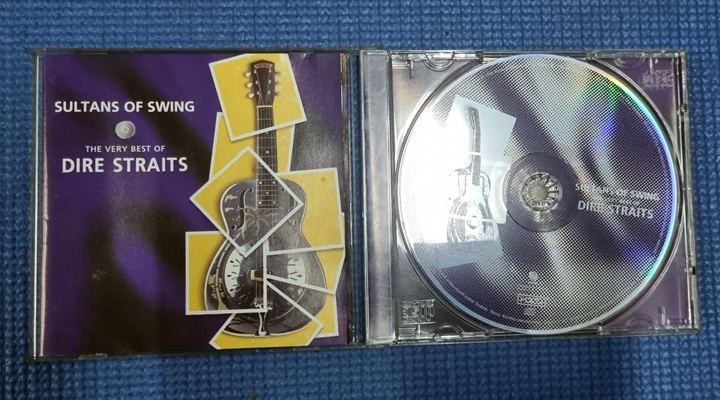 SULTANS OF SWING
THE VERY BEST OF
DIRE STRAITS
SULTANS OF SWING
THE VERY BEST OF
DIRE STRAITS